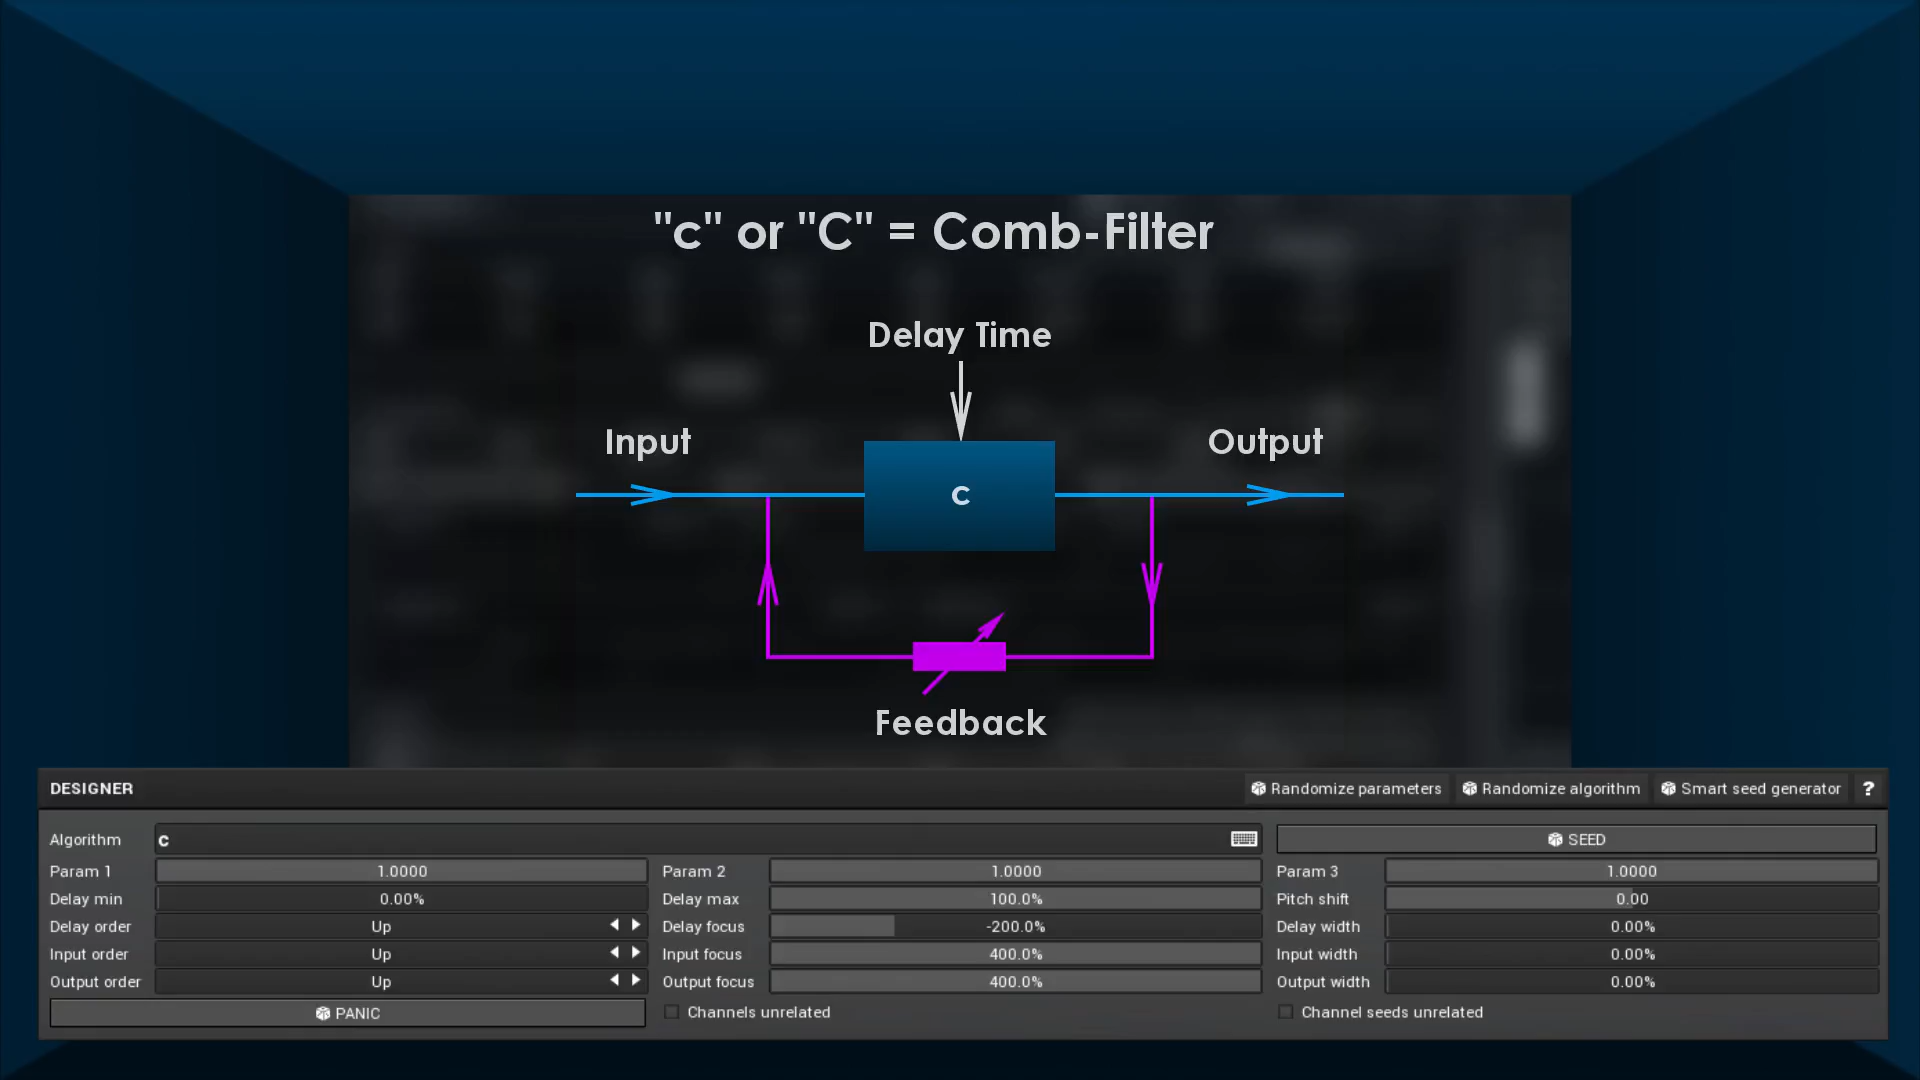 "c" or "C" = Comb-Filter
Delay Time
Input
Output
c
Feedback
DESIGNER
Randomize parameters
Randomize algorithm
Smart seed generator
?
Algorithm
c
SEED
Param 1
1.0000
Param 2
1.0000
Param 3
1.0000
Delay min
0.00%
Delay max
100.0%
Pitch shift
0.00
Delay order
Up
Delay focus
-200.0%
Delay width
0.00%
Input order
Up
Input focus
400.0%
Input width
0.00%
Output order
Up
Output focus
400.0%
Output width
0.00%
PANIC
Channels unrelated
Channel seeds unrelated